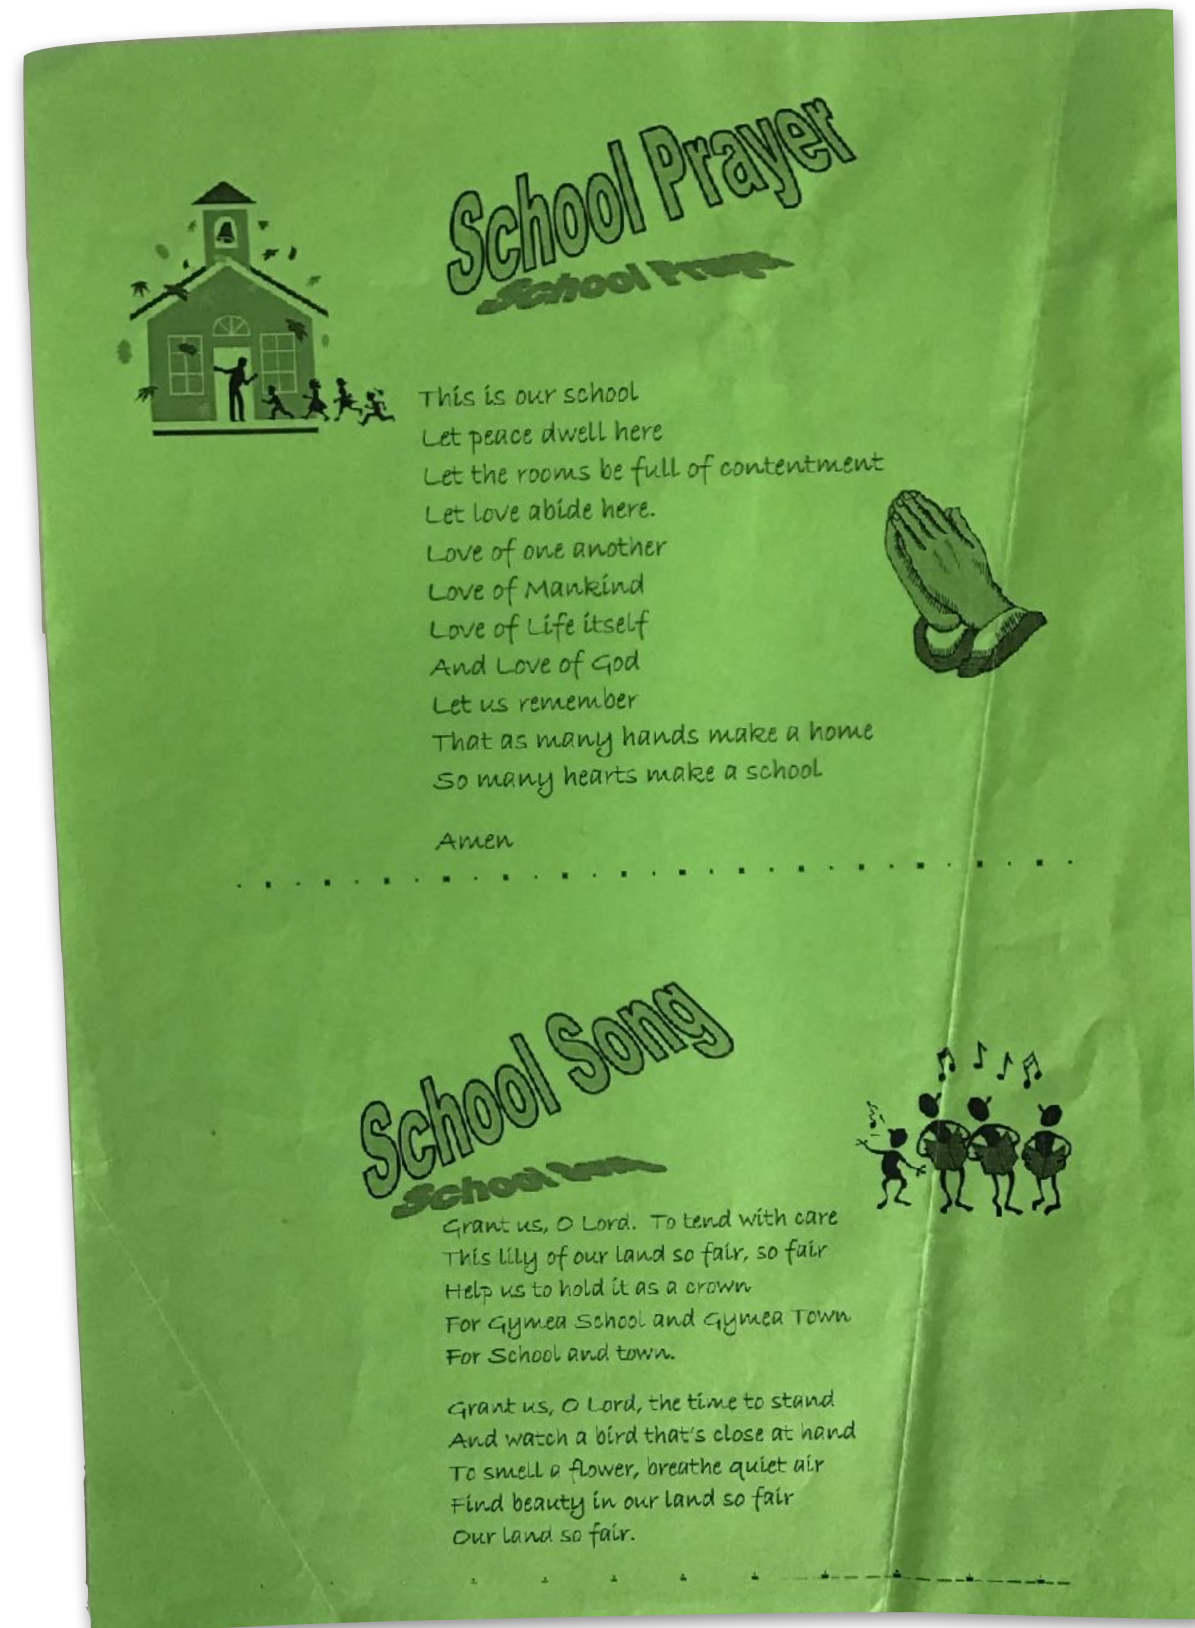 School Prayer
This is our school
Let peace dwell here
Let the rooms be full of contentment
Let love abide here.
Love of one another
Love of Mankind
Love of Life itself
And Love of God
Let us remember
That as many hands make a home
So many hearts make a school
Amen
School Song
Grant us, O Lord. To tend with care
This lily of our land so fair, so fair
Help us to hold it as a crown
For Gymea School and Gymea Town
For School and town.
Grant us, O Lord, the time to stand
And watch a bird that's close at hand
To smell a flower, breathe quiet air
Find beauty in our land so fair
Our land so fair.